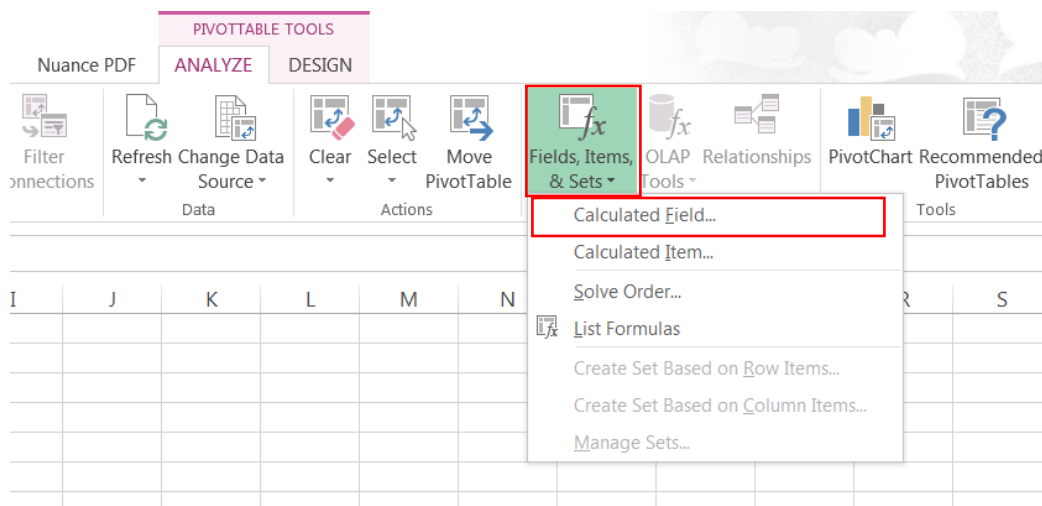 PIVOTTABLE TOOLS
Nuance PDF ANALYZE DESIGN
Filter Refresh Change Data Clear Select Move Fields, Items, OLAP Relationships PivotChart Recommended
onnections Source PivotTable & Sets Tools PivotTables
Data Actions Tools
Calculated Field...
Calculated Item...
I J K L M N R S
Solve Order...
List Formulas
Create Set Based on Row Items...
Create Set Based on Column Items...
Manage Sets...